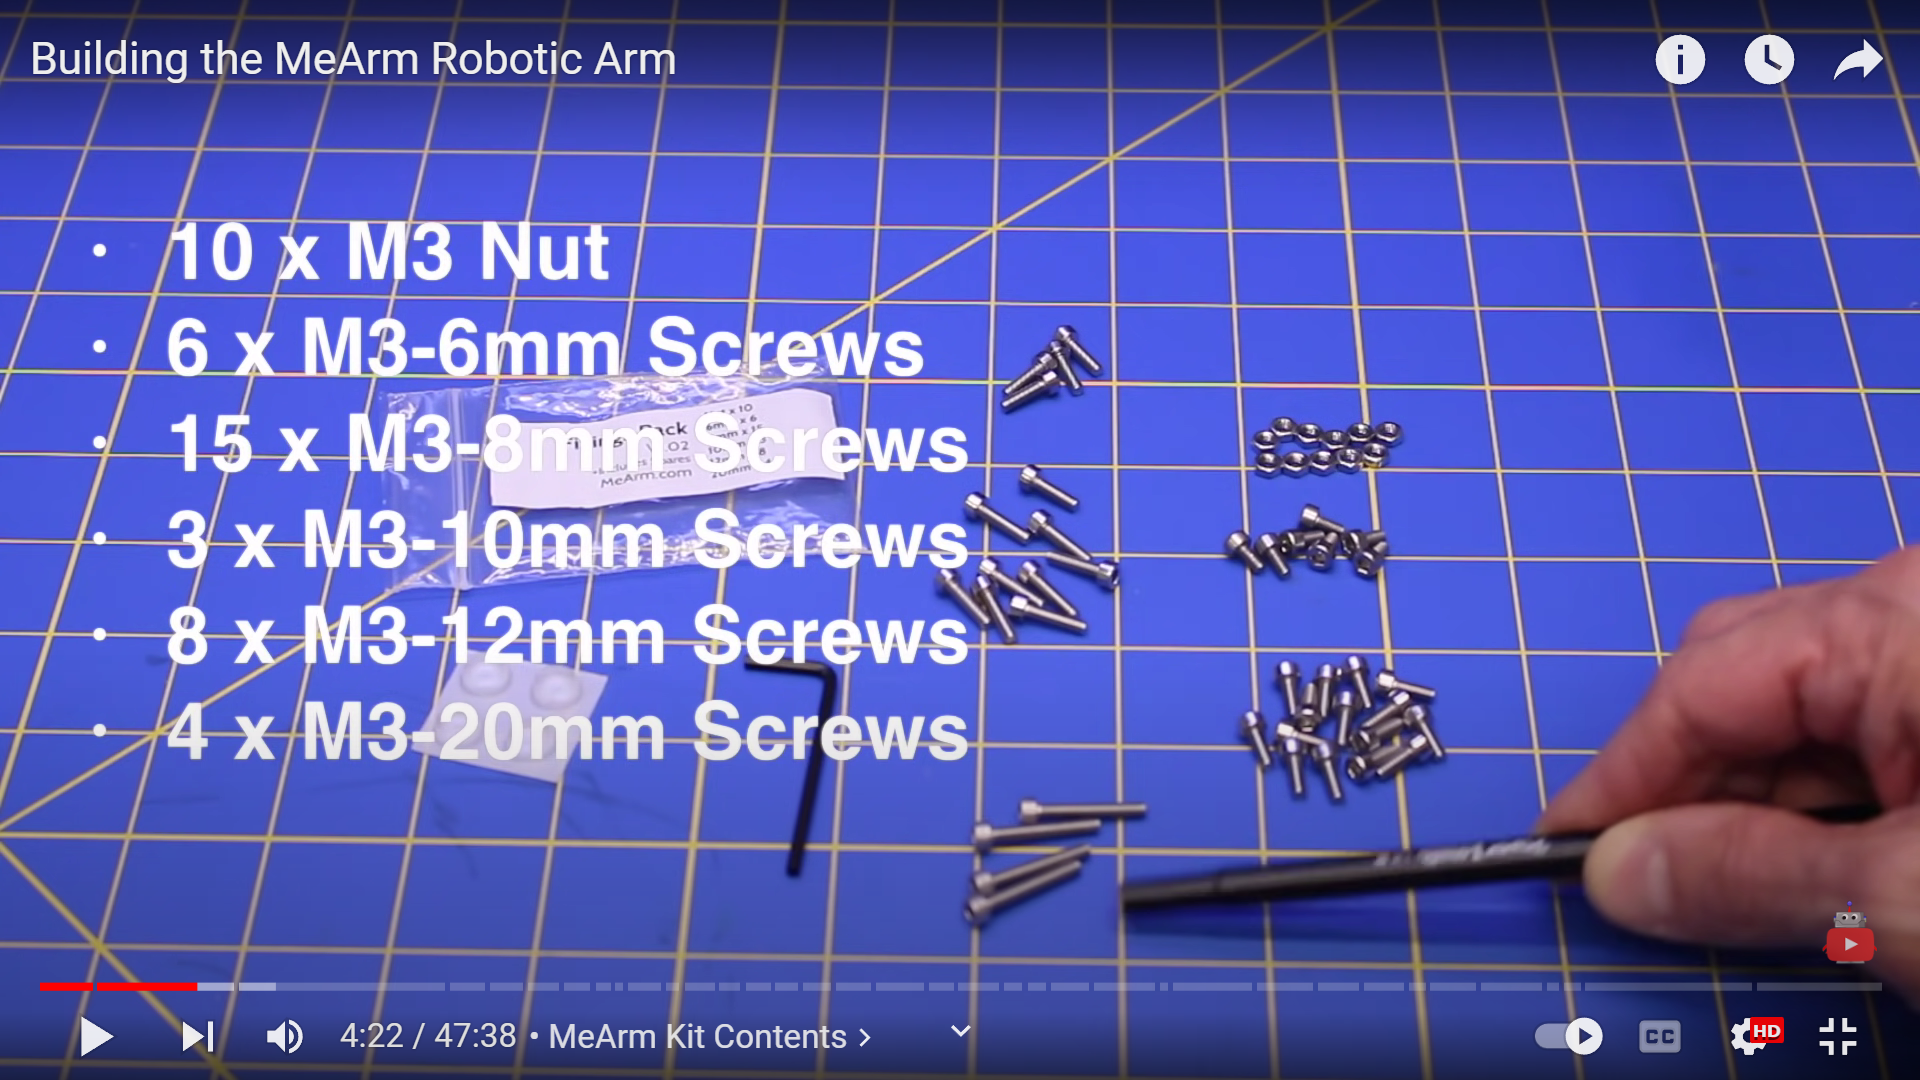 Building the MeArm Robotic Arm
• 10 x M3 Nut
• 6 x M3-6mm Screws
• 15 x M3-8mm Screws
• 3 x M3-10mm Screws
• 8 x M3-12mm Screws
• 4 x M3-20mm Screws
MeArm.com
4:22 / 47:38 • MeArm Kit Contents >
CC
HD